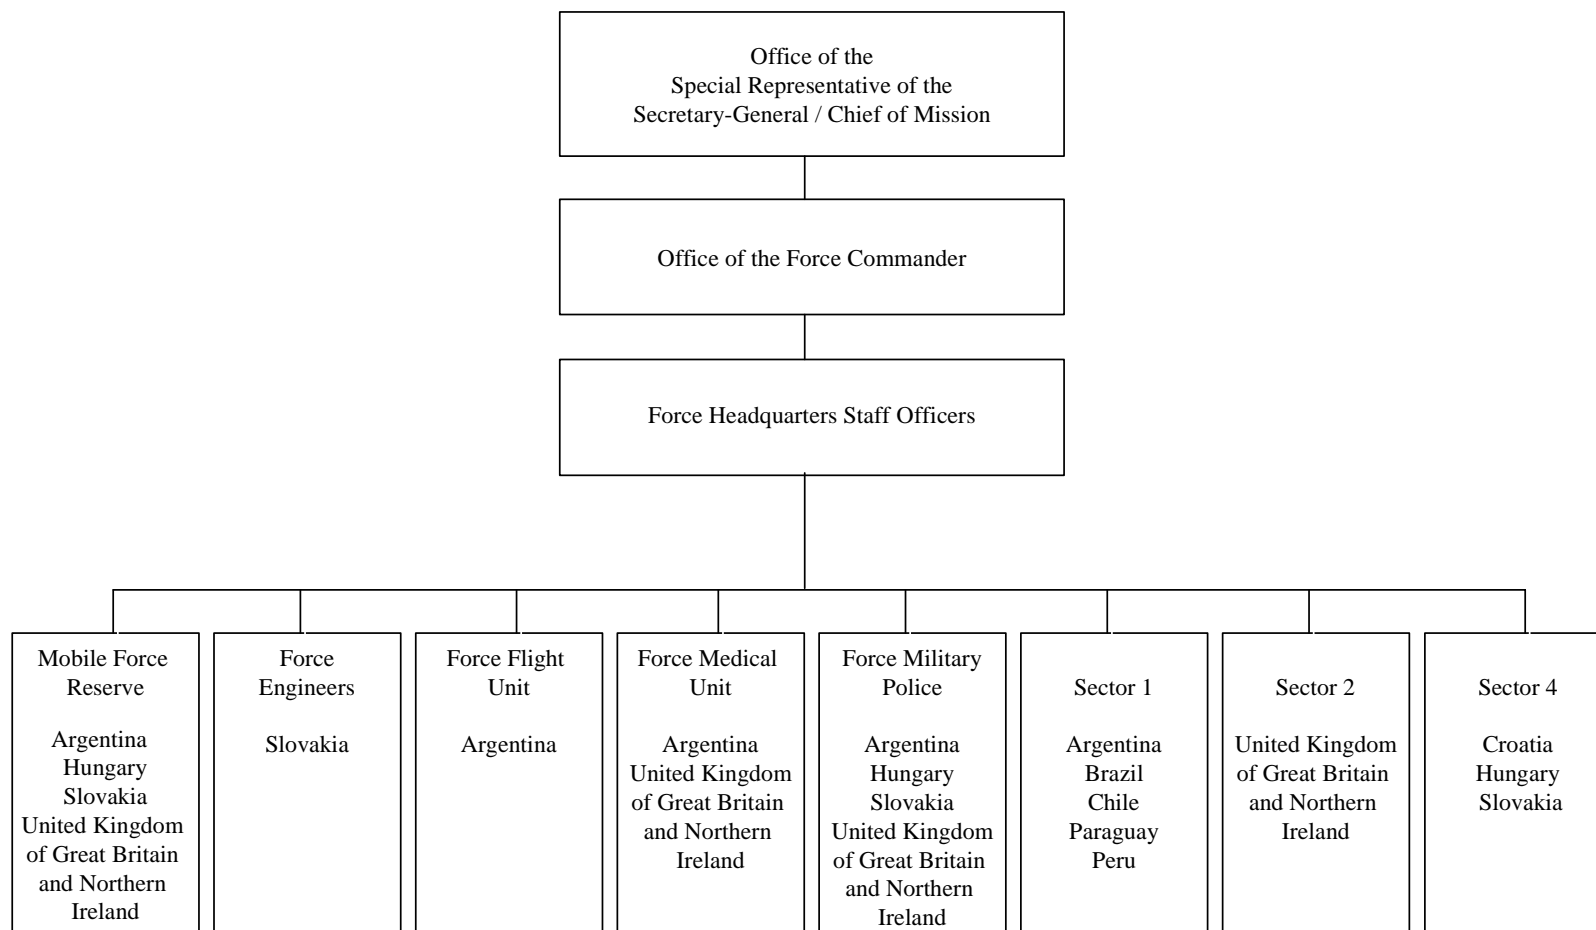 Office of the
Special Representative of the
Secretary-General / Chief of Mission
Office of the Force Commander
Force Headquarters Staff Officers
Mobile Force
Reserve
Argentina
Hungary
Slovakia
United Kingdom
of Great Britain
and Northern
Ireland
Force
Engineers
Slovakia
Force Flight
Unit
Argentina
Force Medical
Unit
Argentina
United Kingdom
of Great Britain
and Northern
Ireland
Force Military
Police
Argentina
Hungary
Slovakia
United Kingdom
of Great Britain
and Northern
Ireland
Sector 1
Argentina
Brazil
Chile
Paraguay
Peru
Sector 2
United Kingdom
of Great Britain
and Northern
Ireland
Sector 4
Croatia
Hungary
Slovakia